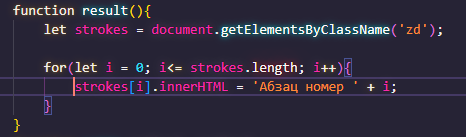 function result(){
let strokes = document.getElementsByClassName('zd');
for(let i = 0; i<= strokes.length; i++){
strokes[i].innerHTML = 'Абзац номер ' + i;
}
}